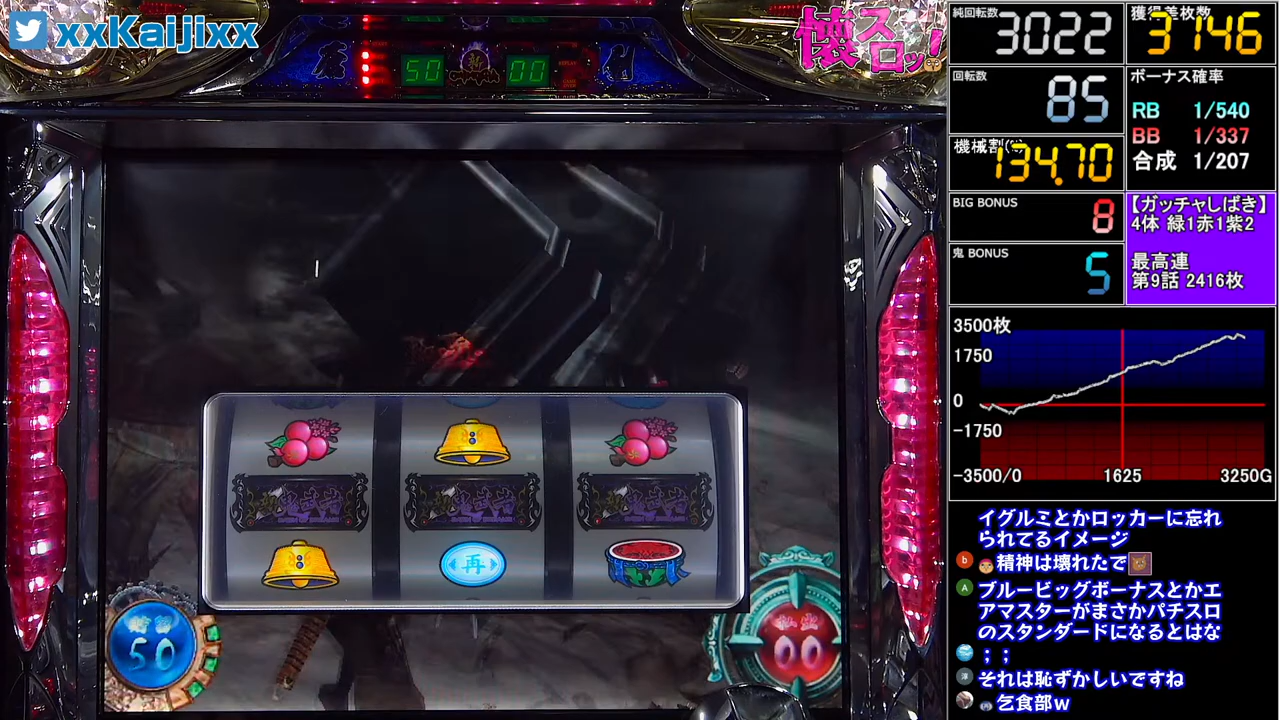 xxKaijixx
懐スロッ!
50
00
再
50
00
純回転数
3022
獲得差枚数
3146
回転数
85
ボーナス確率
RB 1/540
BB 1/337
合成 1/207
機械割(%)
134.70
BIG BONUS
8
鬼 BONUS
5
【ガッチャしばき】
4体 緑1赤1紫2
最高連
第9話 2416枚
3500枚
1750
0
-1750
-3500/0
1625
3250G
イグルミとかロッカーに忘れ
られてるイメージ
精神は壊れたで
ブルービッグボーナスとかエ
アマスターがまさかパチスロ
のスタンダードになるとはな
；；
それは恥ずかしいですね
乞食部w